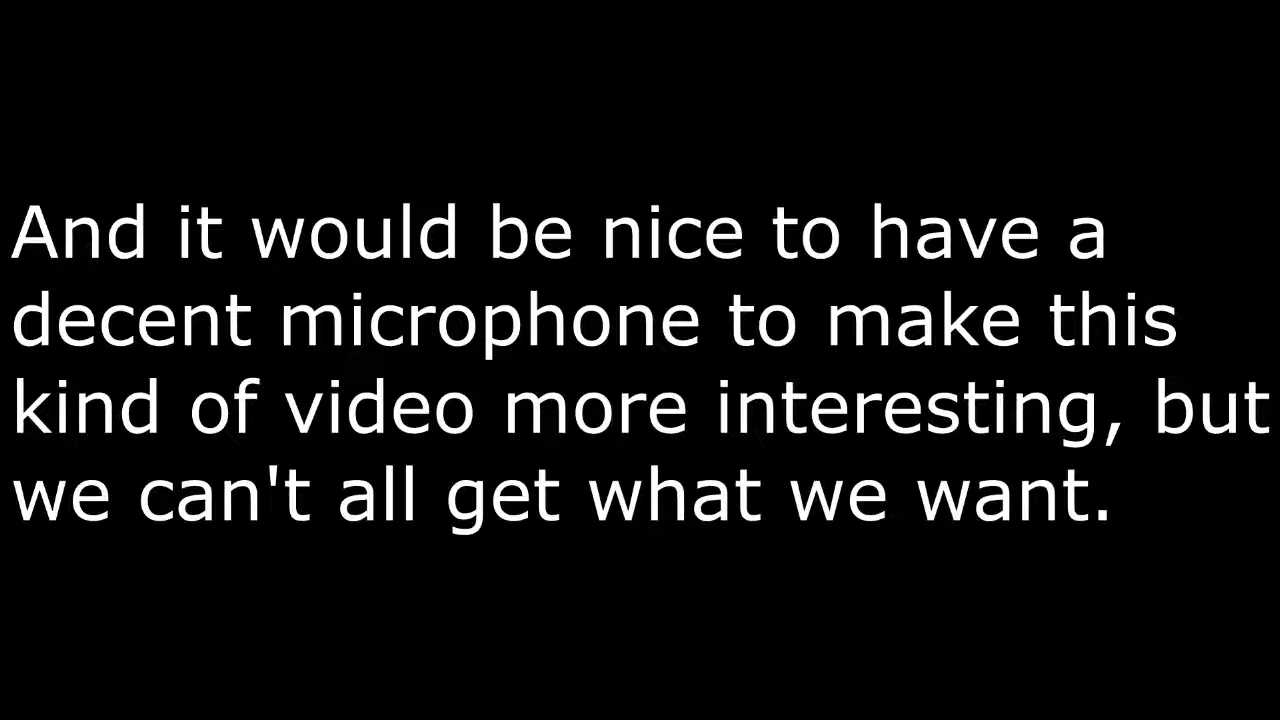 And it would be nice to have a
decent microphone to make this
kind of video more interesting, but
we can't all get what we want.